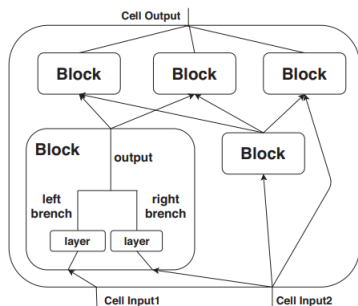 Cell Output
Block
Block
Block
Block
output
Block
left
brench
right
brench
layer
layer
Cell Input1
Cell Input2